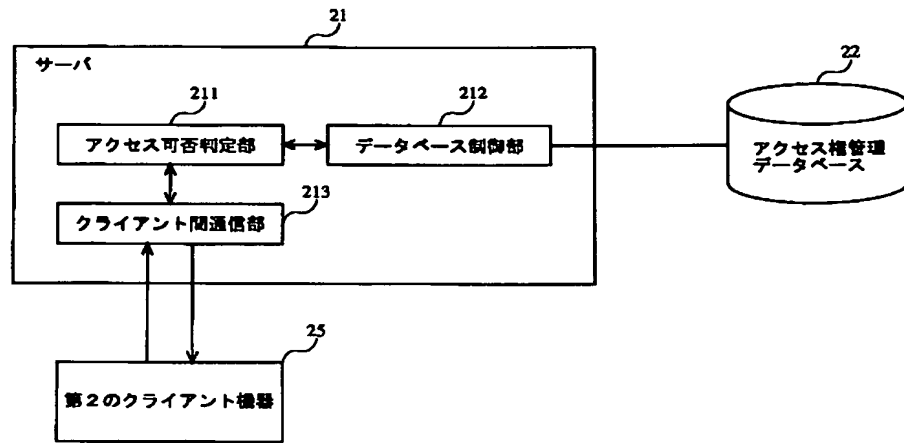 21
サーバ
22
211
212
アクセス可否判定部
データベース制御部
アクセス権管理
データベース
213
クライアント間通信部
25
第2のクライアント機器